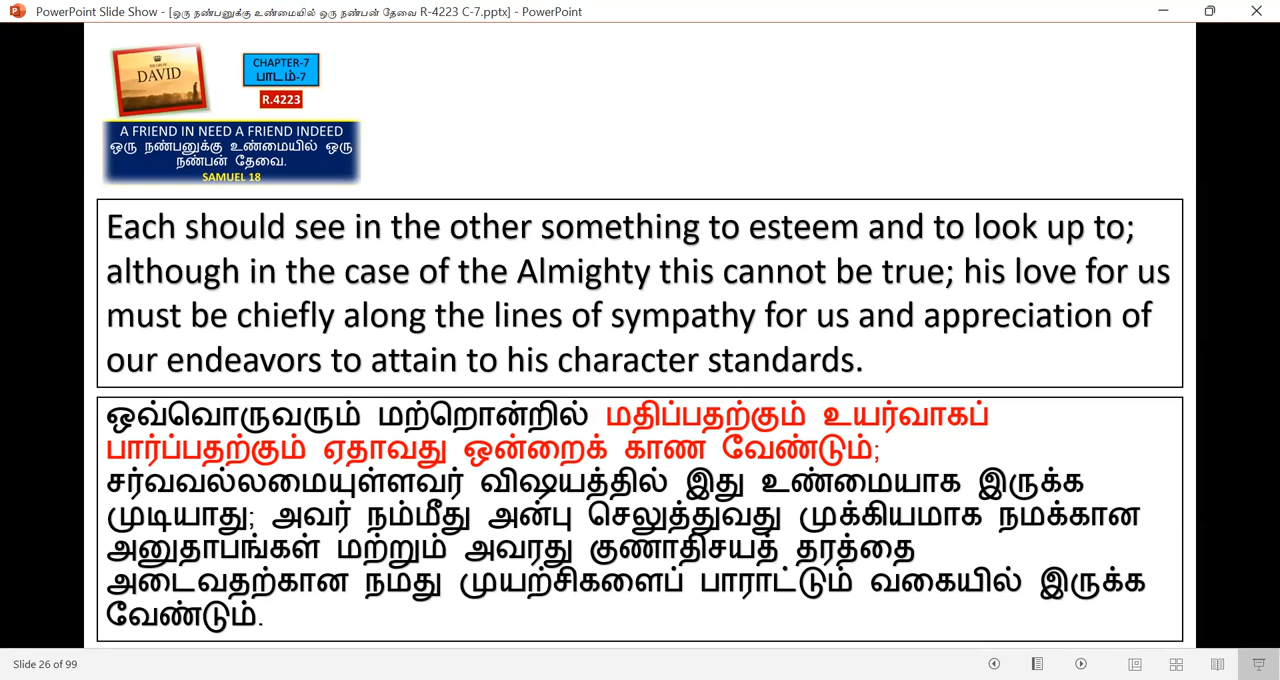 PowerPoint Slide Show - [ஒரு நண்பனுக்கு உண்மையில் ஒரு நண்பன் தேவை R-4223 C-7.pptx] - PowerPoint
DAVID
CHAPTER-7
பாடம்-7
R.4223
A FRIEND IN NEED A FRIEND INDEED
ஒரு நண்பனுக்கு உண்மையில் ஒரு
நண்பன் தேவை.
SAMUEL 18
Each should see in the other something to esteem and to look up to;
although in the case of the Almighty this cannot be true; his love for us
must be chiefly along the lines of sympathy for us and appreciation of
our endeavors to attain to his character standards.
ஒவ்வொருவரும் மற்றொன்றில் மதிப்பதற்கும் உயர்வாகப்
பார்ப்பதற்கும் ஏதாவது ஒன்றைக் காண வேண்டும்;
சர்வவல்லமையுள்ளவர் விஷயத்தில் இது உண்மையாக இருக்க
முடியாது; அவர் நம்மீது அன்பு செலுத்துவது முக்கியமாக நமக்கான
அனுதாபங்கள் மற்றும் அவரது குணாதிசயத் தரத்தை
அடைவதற்கான நமது முயற்சிகளைப் பாராட்டும் வகையில் இருக்க
வேண்டும்.
Slide 26 of 99